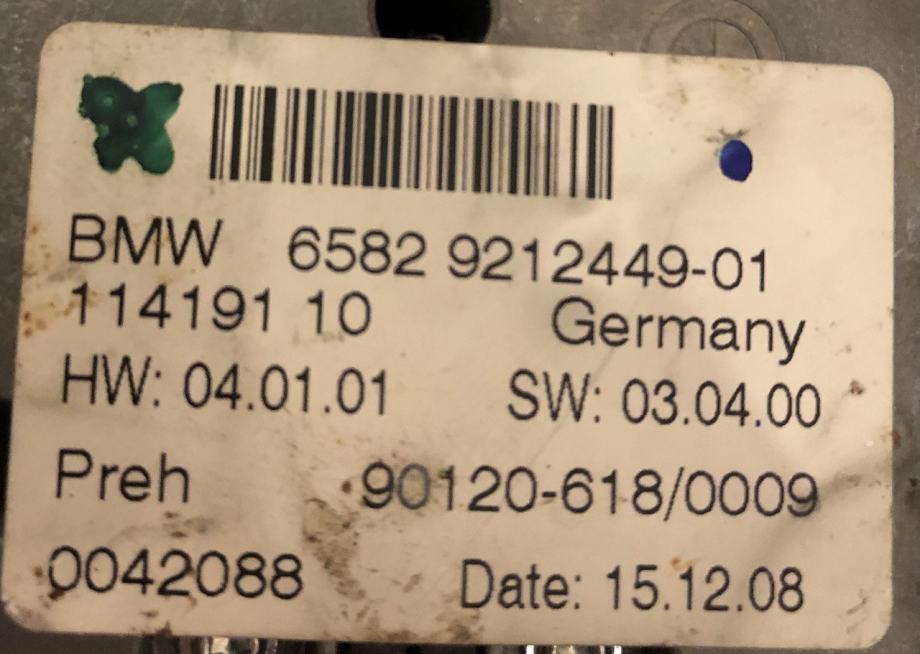 BMW 6582 9212449-01
114191 10 Germany
HW: 04.01.01 SW: 03.04.00
Preh 90120-618/0009
0042088 Date: 15.12.08